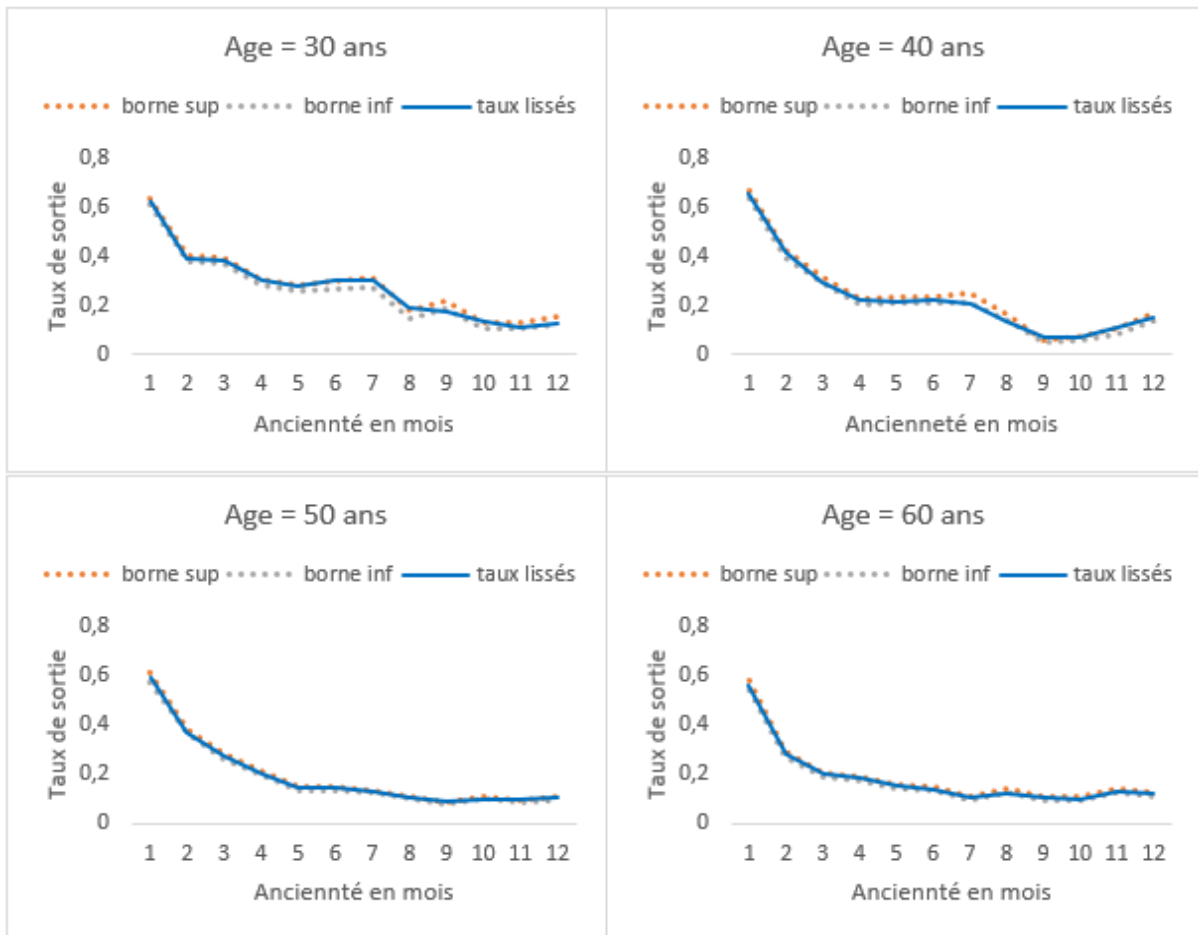 Age = 30 ans
borne sup borne inf taux lissés
Taux de sortie
0,8
0,6
0,4
0,2
0
1 2 3 4 5 6 7 8 9 10 11 12
Ancienté en mois
Age = 40 ans
borne sup borne inf taux lissés
Taux de sortie
0,8
0,6
0,4
0,2
0
1 2 3 4 5 6 7 8 9 10 11 12
Ancienneté en mois
Age = 50 ans
borne sup borne inf taux lissés
Taux de sortie
0,8
0,6
0,4
0,2
0
1 2 3 4 5 6 7 8 9 10 11 12
Anciennté en mois
Age = 60 ans
borne sup borne inf taux lissés
Taux de sortie
0,8
0,6
0,4
0,2
0
1 2 3 4 5 6 7 8 9 10 11 12
Anciennté en mois